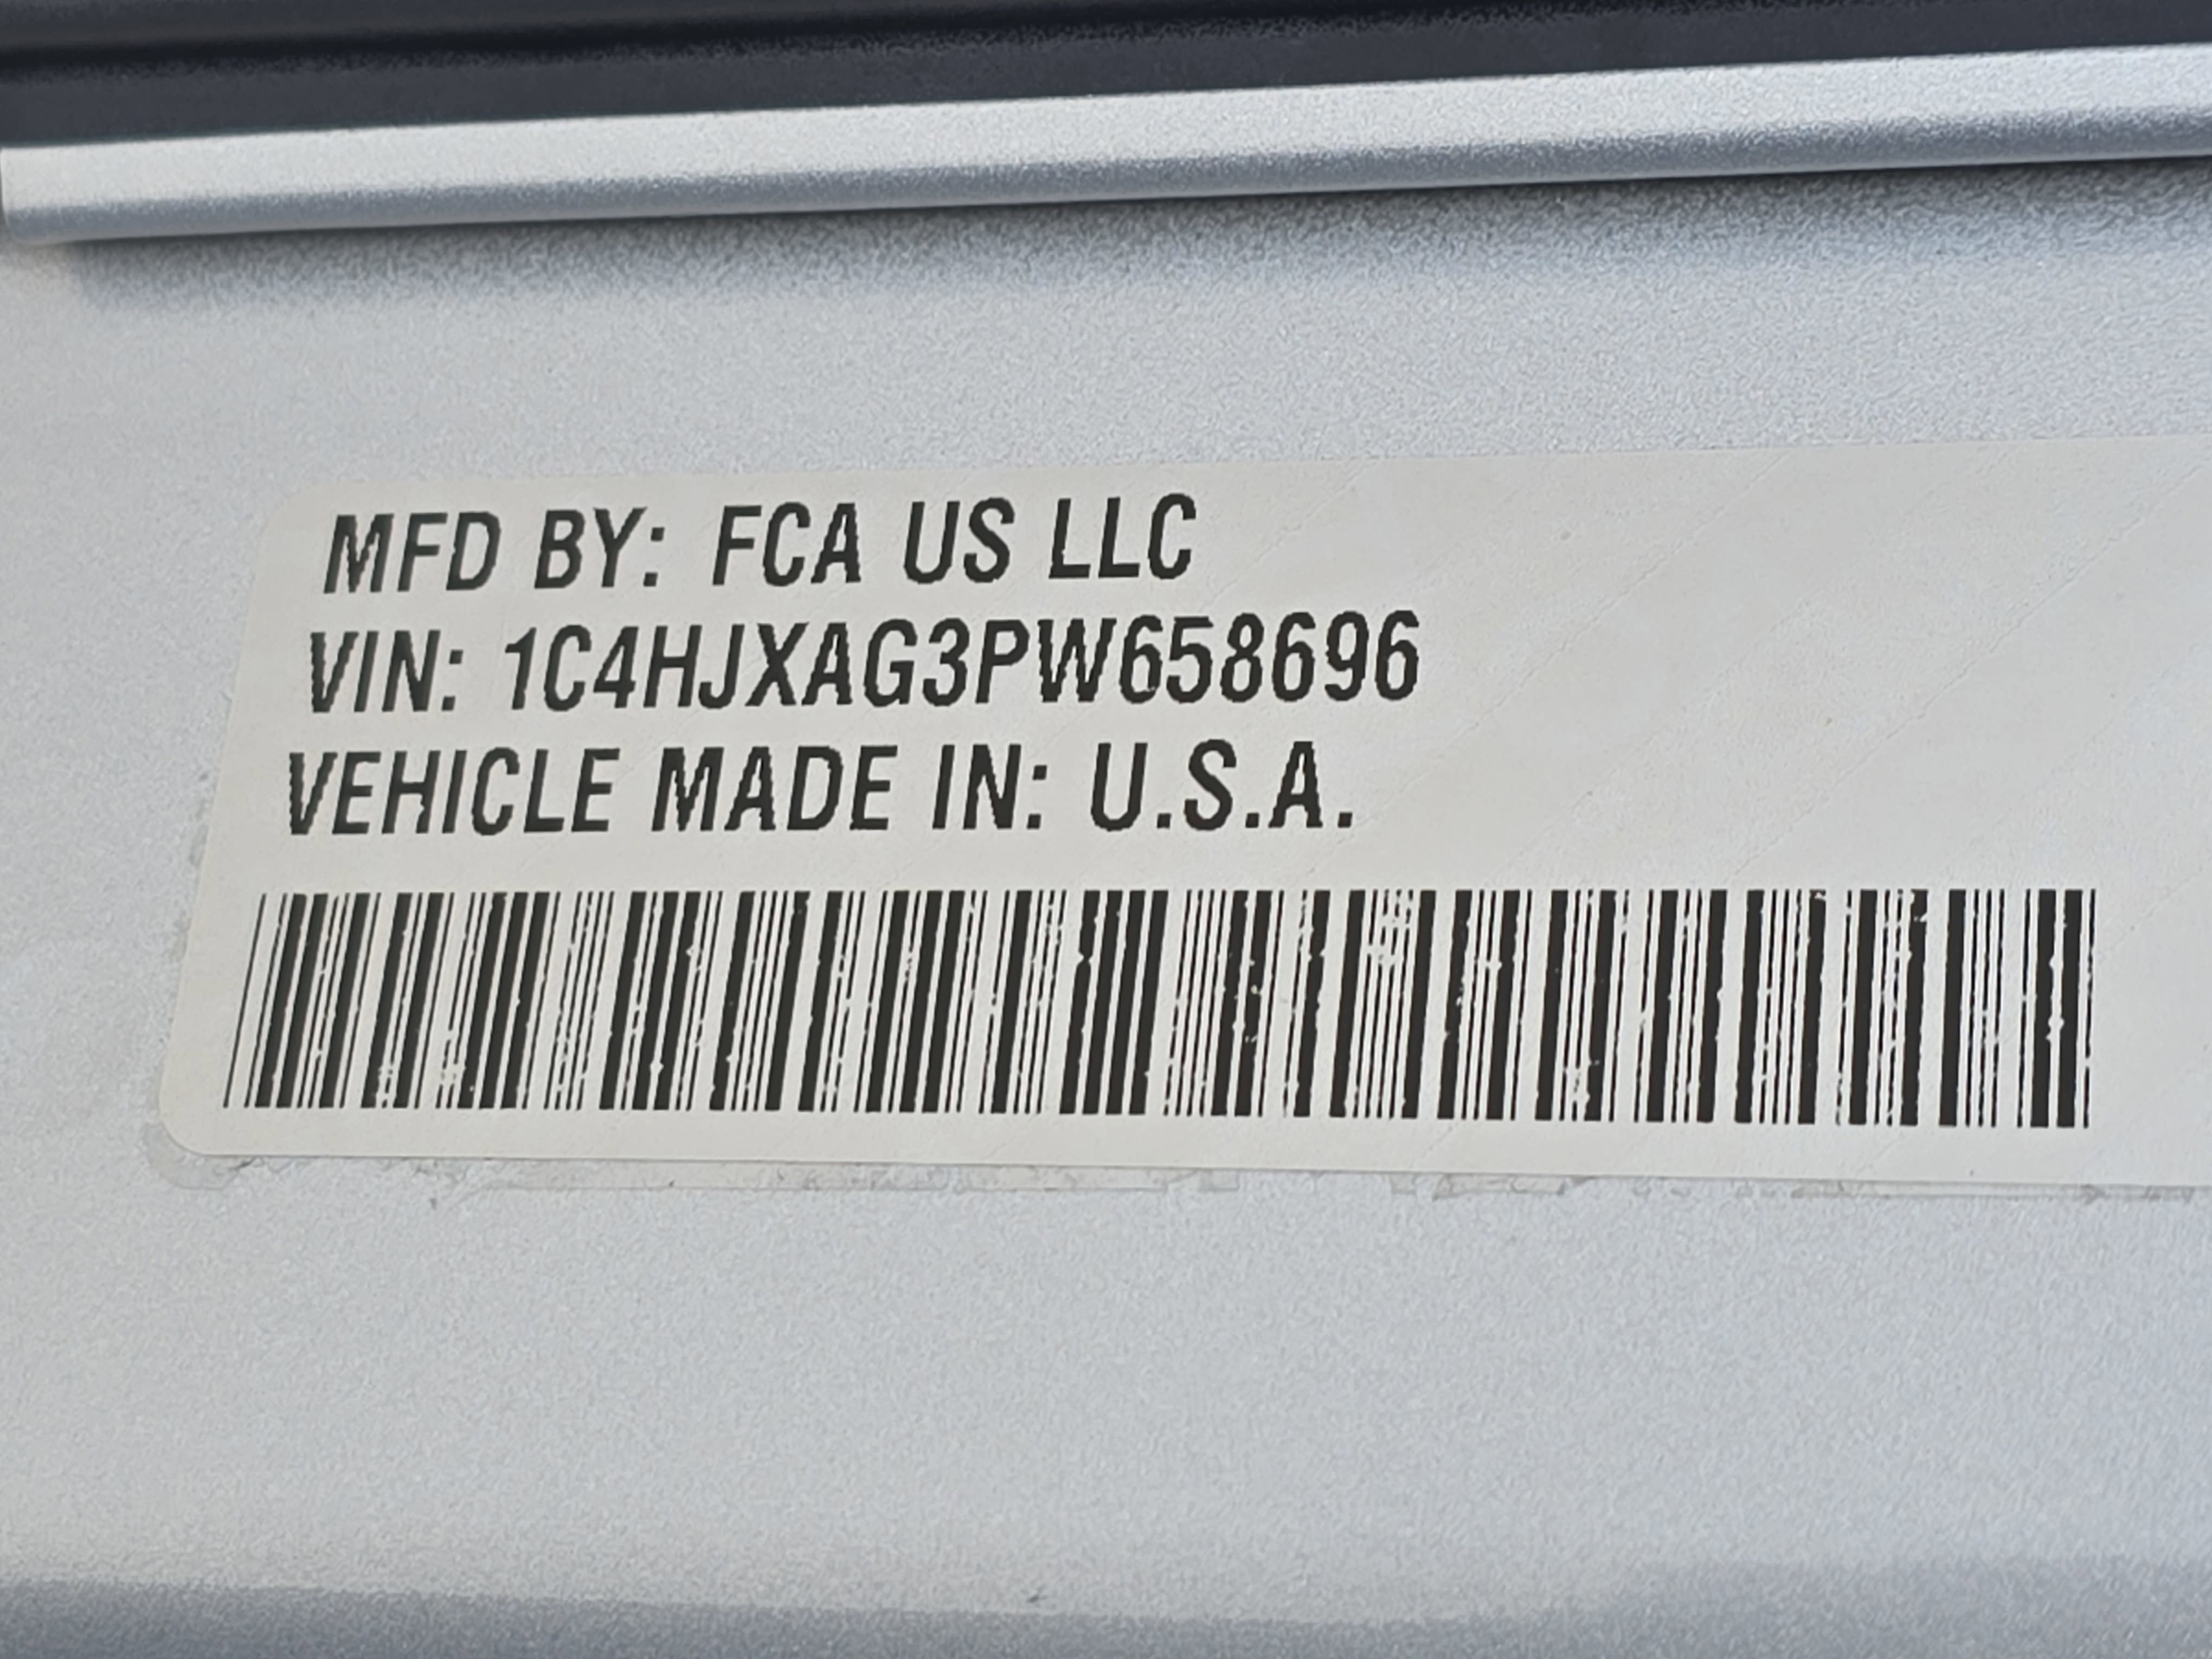 MFD BY: FCA US LLC
VIN: 1C4HJXAG3PW658696
VEHICLE MADE IN: U.S.A.